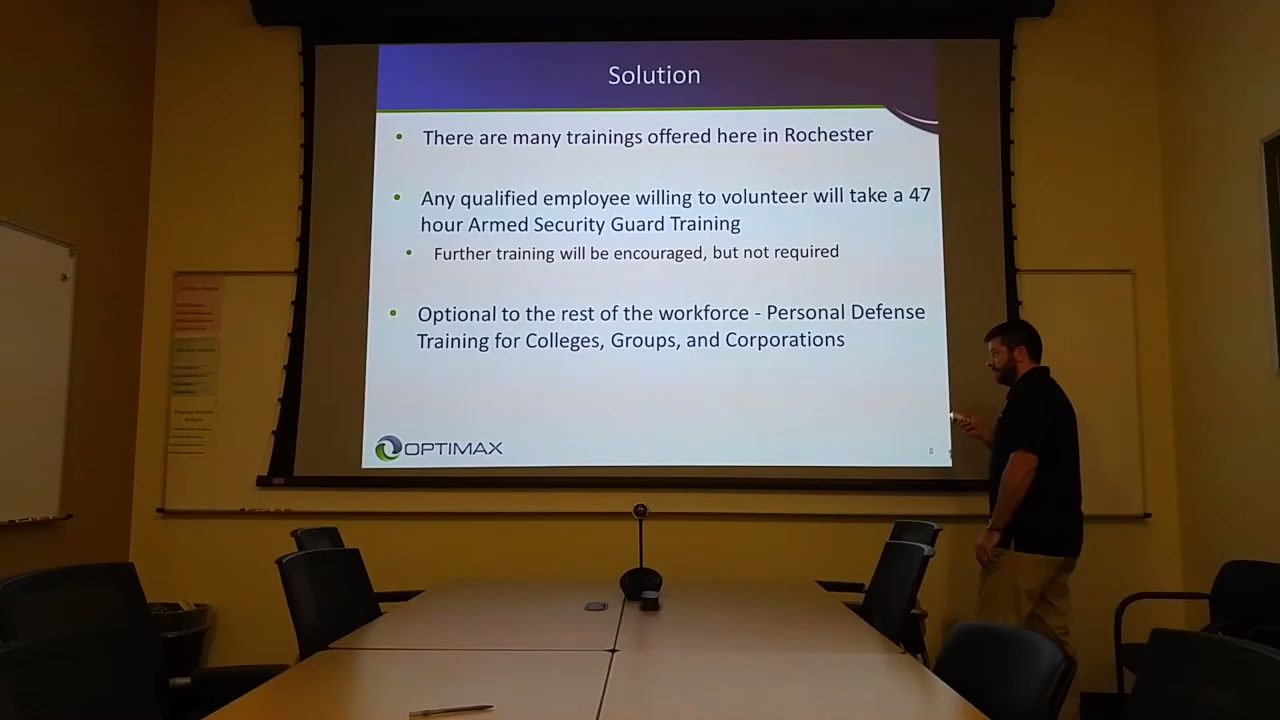 Solution
There are many trainings offered here in Rochester
Any qualified employee willing to volunteer will take a 47
hour Armed Security Guard Training
Further training will be encouraged, but not required
Optional to the rest of the workforce - Personal Defense
Training for Colleges, Groups, and Corporations
OPTIMAX
8